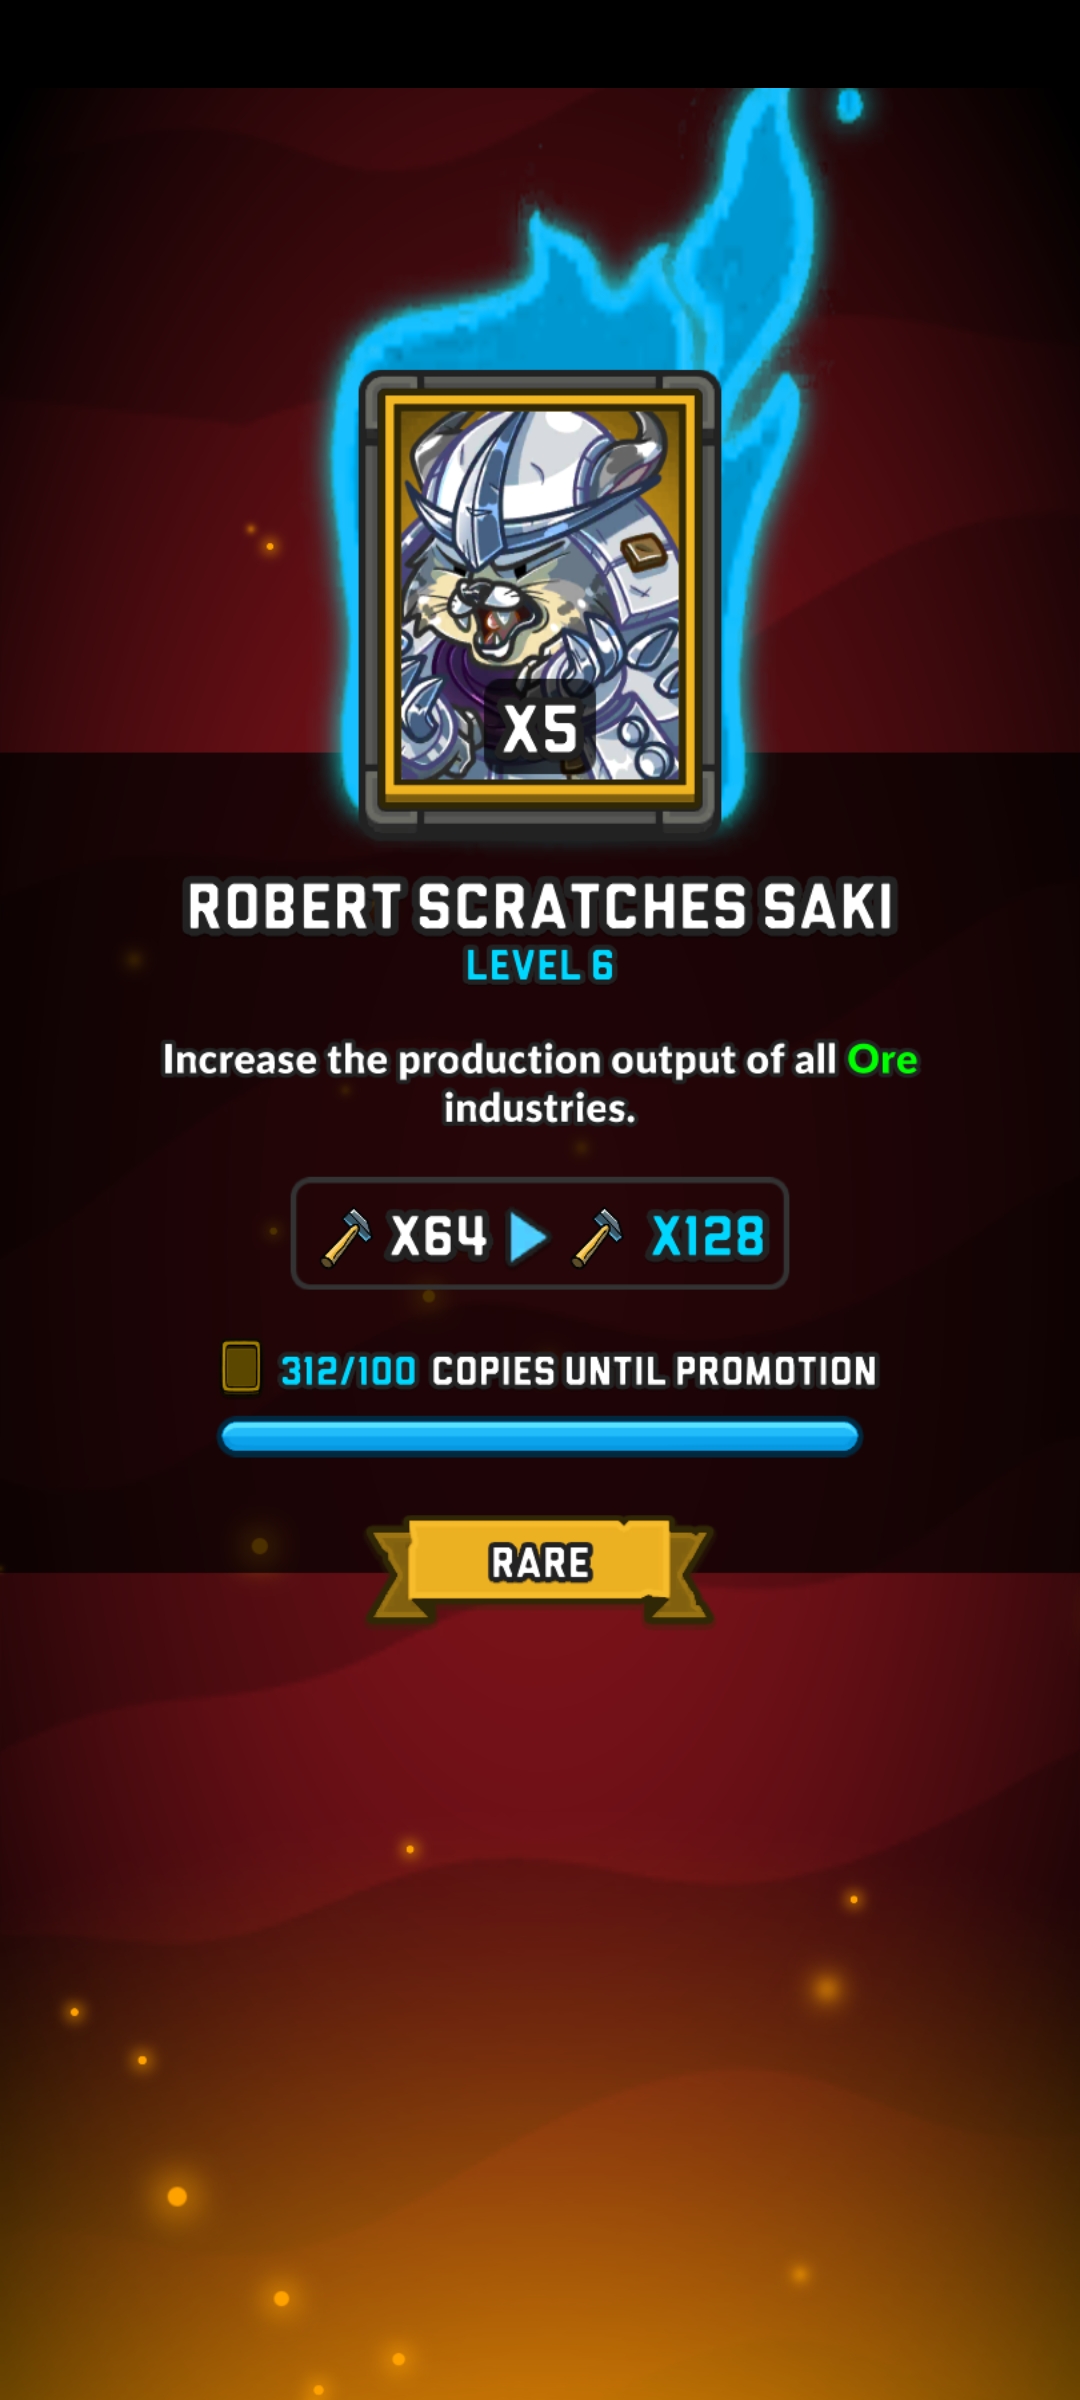 X5
ROBERT SCRATCHES SAKI
LEVEL 6
Increase the production output of all Ore
industries.
X64 X128
312/100 COPIES UNTIL PROMOTION
RARE